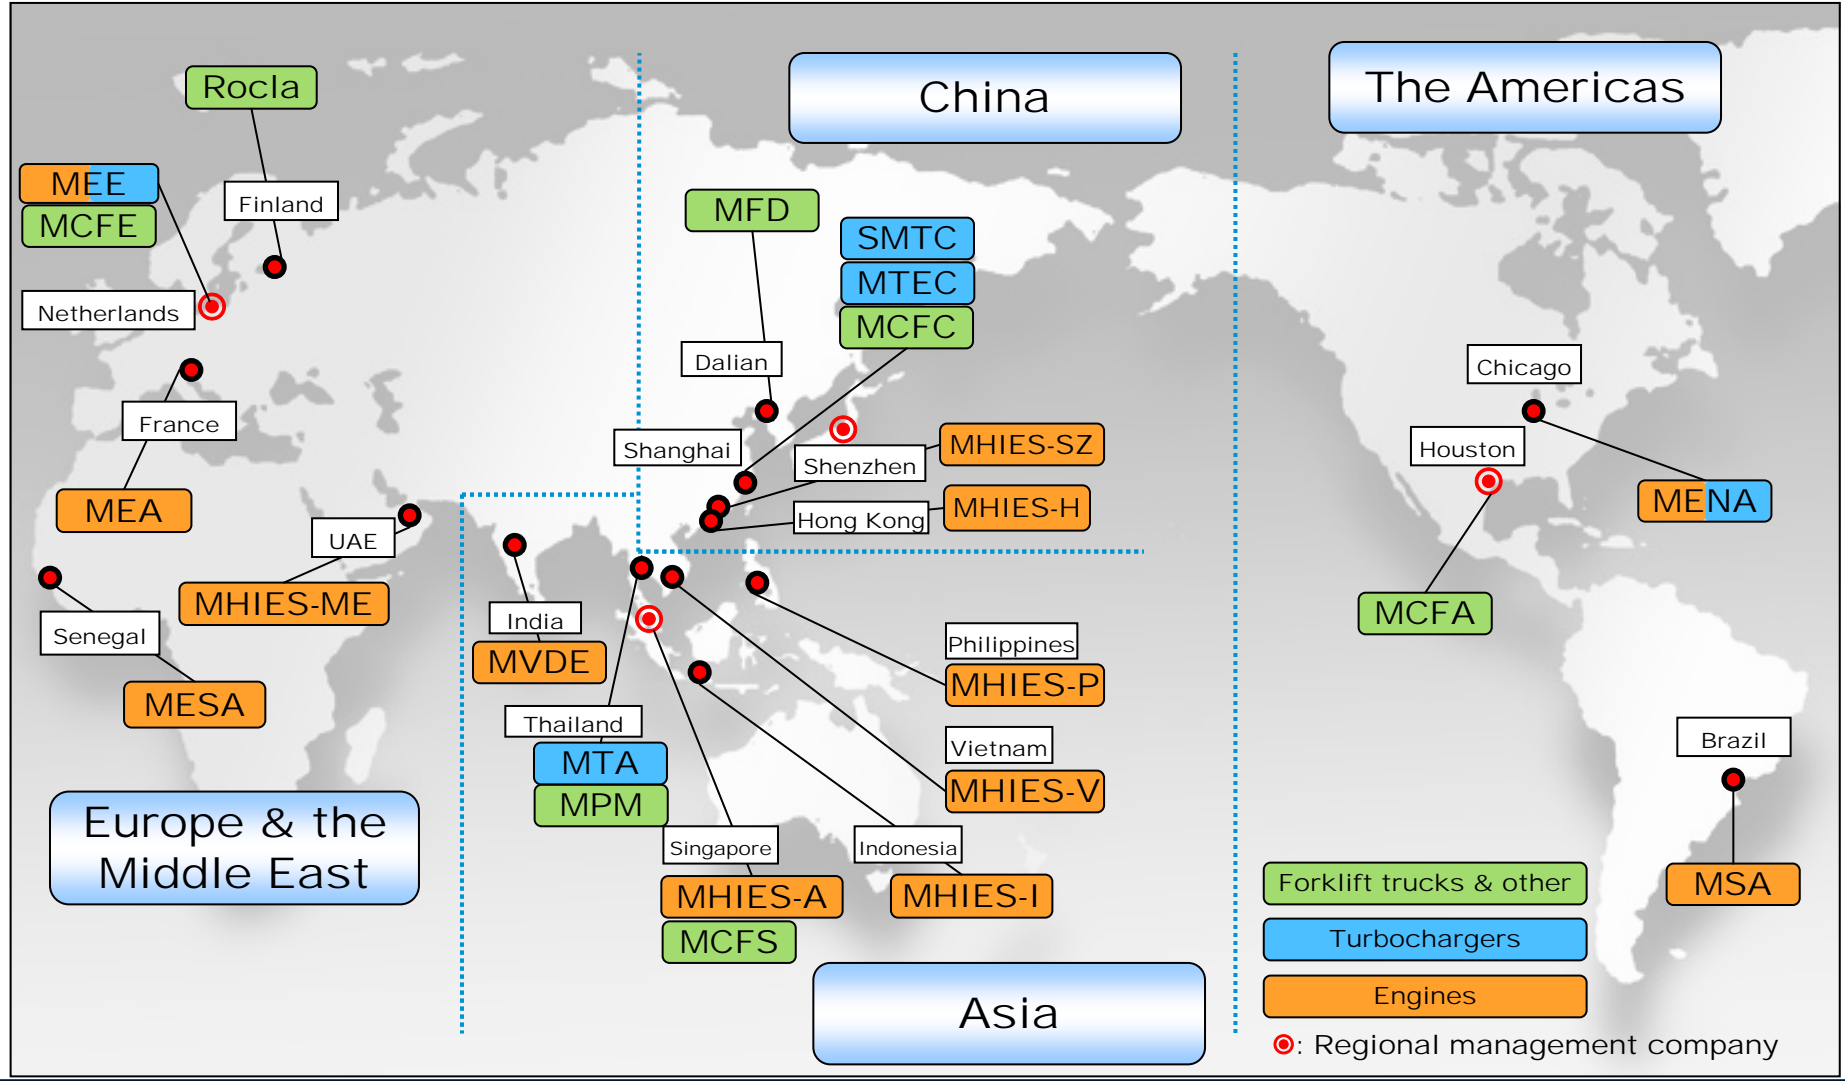 China
The Americas
Rocla
MEE
MCFE
Finland
Netherlands
France
MEA
UAE
MHIES-ME
Senegal
MESA
Europe & the
Middle East
MFD
SMTC
MTEC
MCFC
Dalian
Shanghai
Shenzhen
MHIES-SZ
Hong Kong
MHIES-H
India
MVDE
Thailand
MTA
MPM
Singapore
MHIES-A
MCFS
Indonesia
MHIES-I
Philippines
MHIES-P
Vietnam
MHIES-V
Asia
Chicago
Houston
MENA
MCFA
Brazil
MSA
Forklift trucks & other
Turbochargers
Engines
: Regional management company